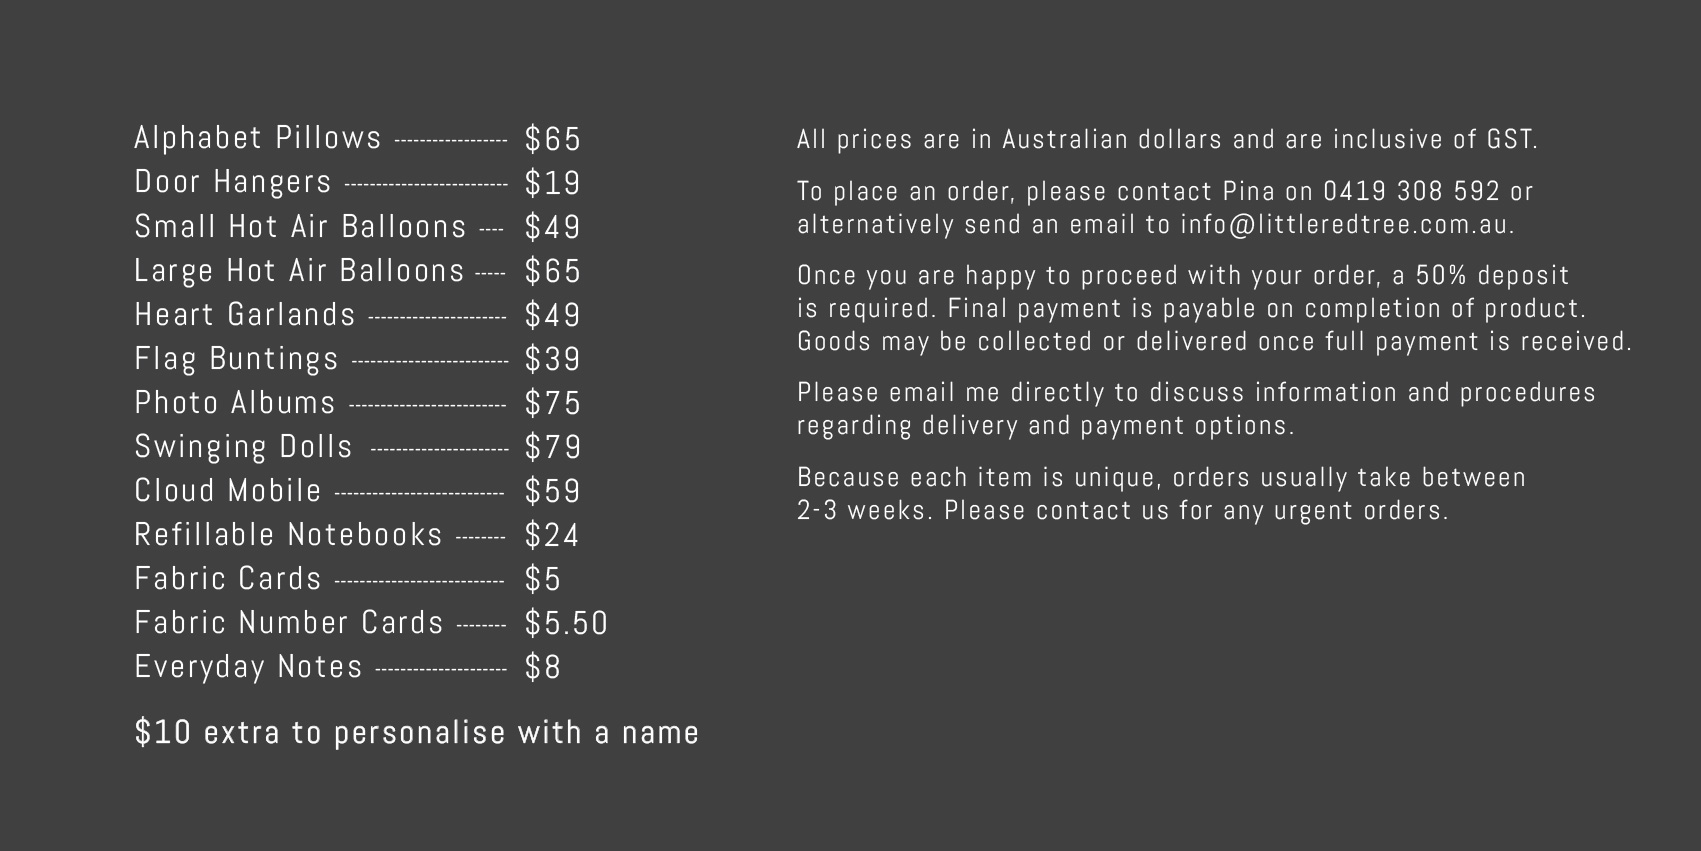 Alphabet Pillows ------------------ $65
Door Hangers -------------------------- $19
Small Hot Air Balloons ---- $49
Large Hot Air Balloons ----- $65
Heart Garlands ---------------------- $49
Flag Buntings ------------------------- $39
Photo Albums ------------------------- $75
Swinging Dolls ---------------------- $79
Cloud Mobile --------------------------- $59
Refillable Notebooks -------- $24
Fabric Cards --------------------------- $5
Fabric Number Cards -------- $5.50
Everyday Notes --------------------- $8
$10 extra to personalise with a name
All prices are in Australian dollars and are inclusive of GST.
To place an order, please contact Pina on 0419 308 592 or
alternatively send an email to info@littleredtree.com.au.
Once you are happy to proceed with your order, a 50% deposit
is required. Final payment is payable on completion of product.
Goods may be collected or delivered once full payment is received.
Please email me directly to discuss information and procedures
regarding delivery and payment options.
Because each item is unique, orders usually take between
2-3 weeks. Please contact us for any urgent orders.